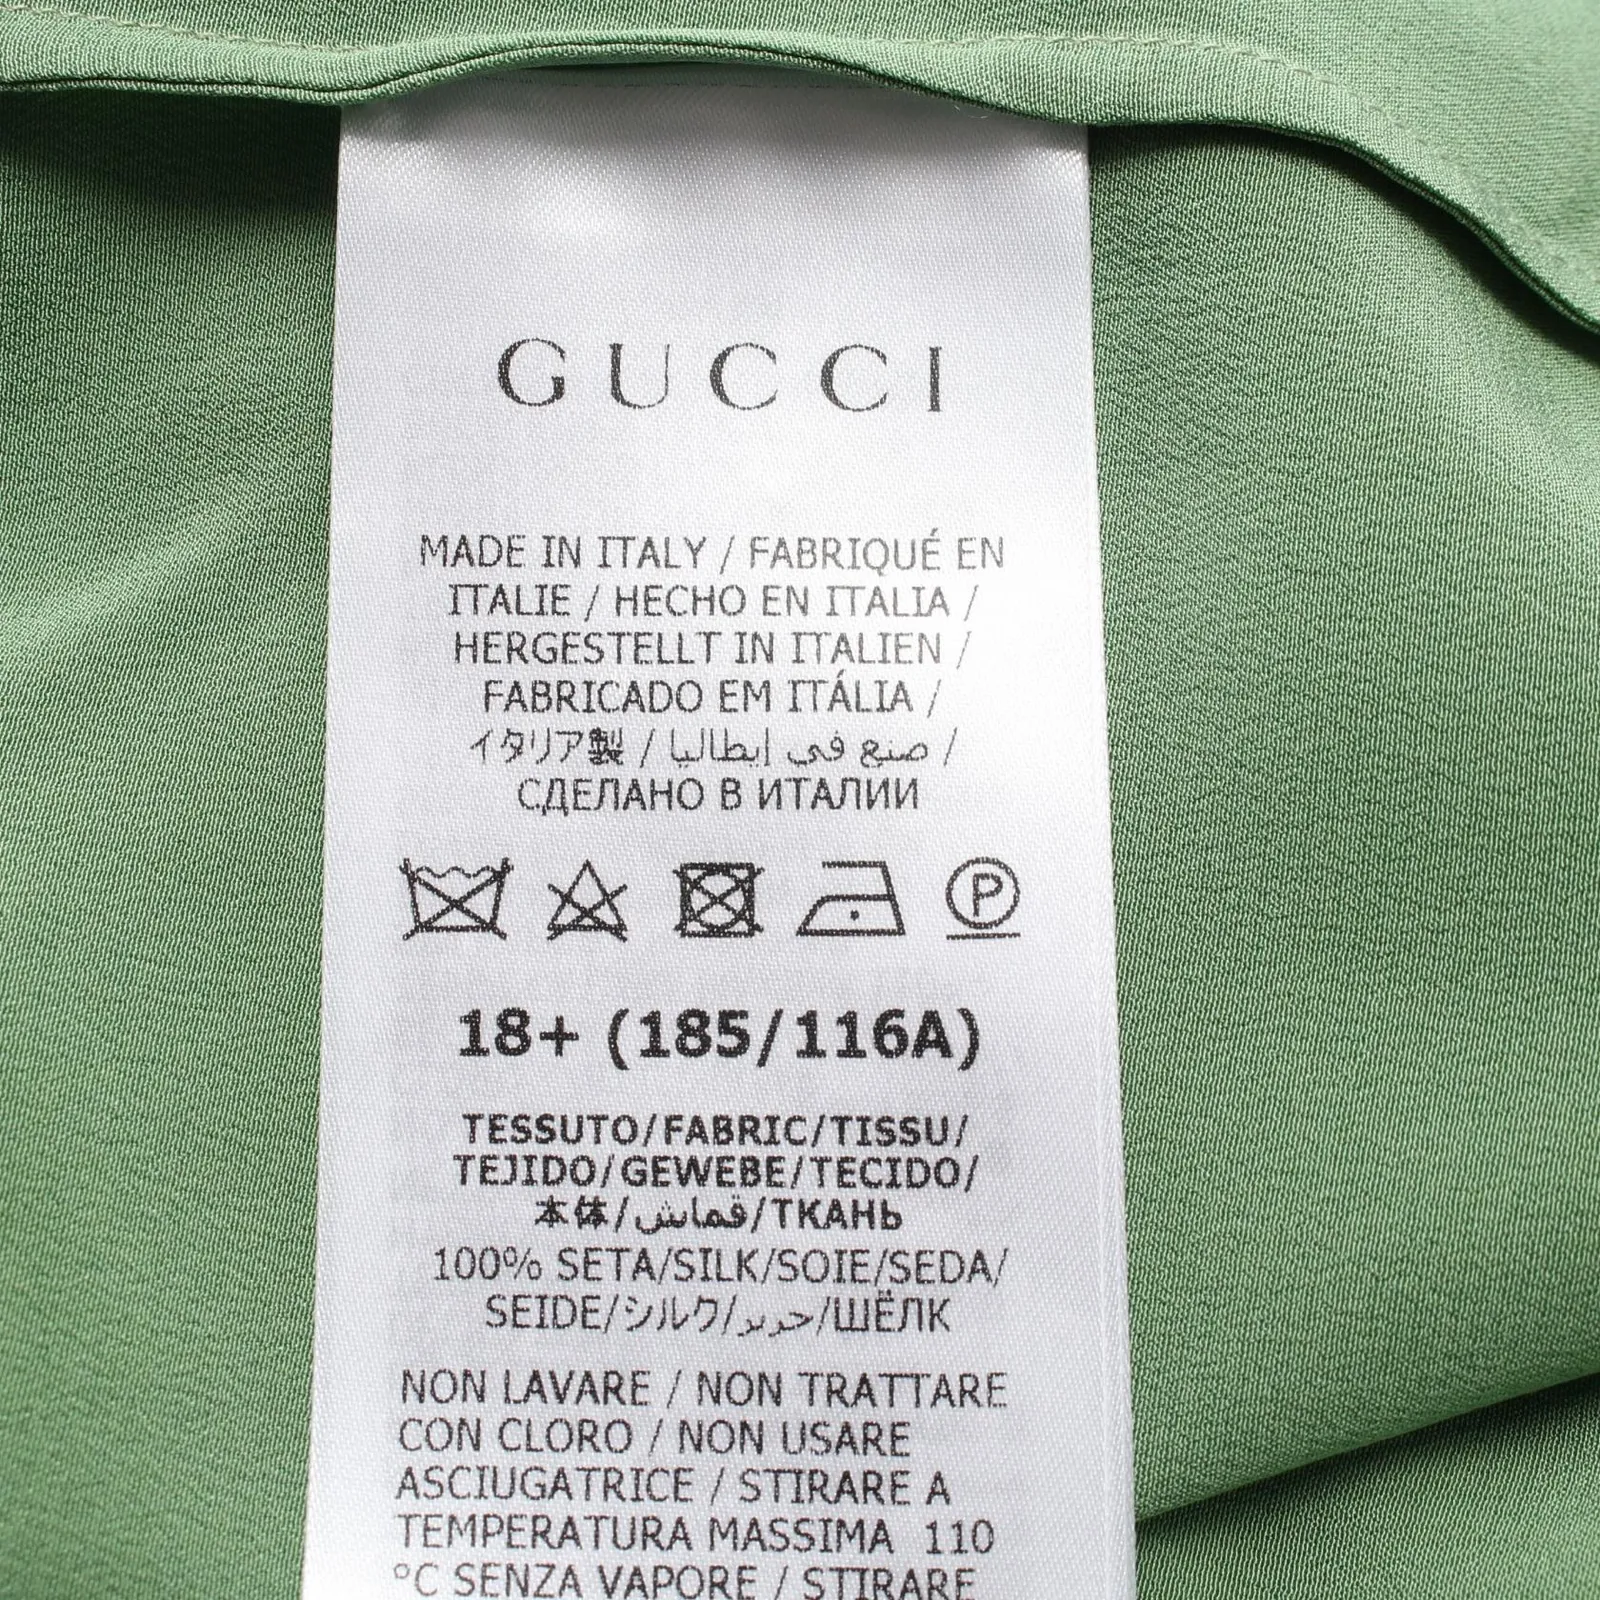 GUCCI
MADE IN ITALY / FABRIQUÉ EN
ITALIE / HECHO EN ITALIA /
HERGESTELLT IN ITALIEN /
FABRICADO EM ITÁLIA /
イタリア製 / صنع في إيطاليا /
СДЕЛАНО В ИТАЛИИ
P
18+ (185/116A)
TESSUTO/FABRIC/TISSU/
TEJIDO/GEWEBE/TECIDO/
本体/قماش/ТКАНЬ
100% SETA/SILK/SOIE/SEDA/
SEIDE/シルク/حرير/ШЁЛК
NON LAVARE / NON TRATTARE
CON CLORO / NON USARE
ASCIUGATRICE / STIRARE A
TEMPERATURA MASSIMA 110
°C SENZA VAPORE / STIRARE